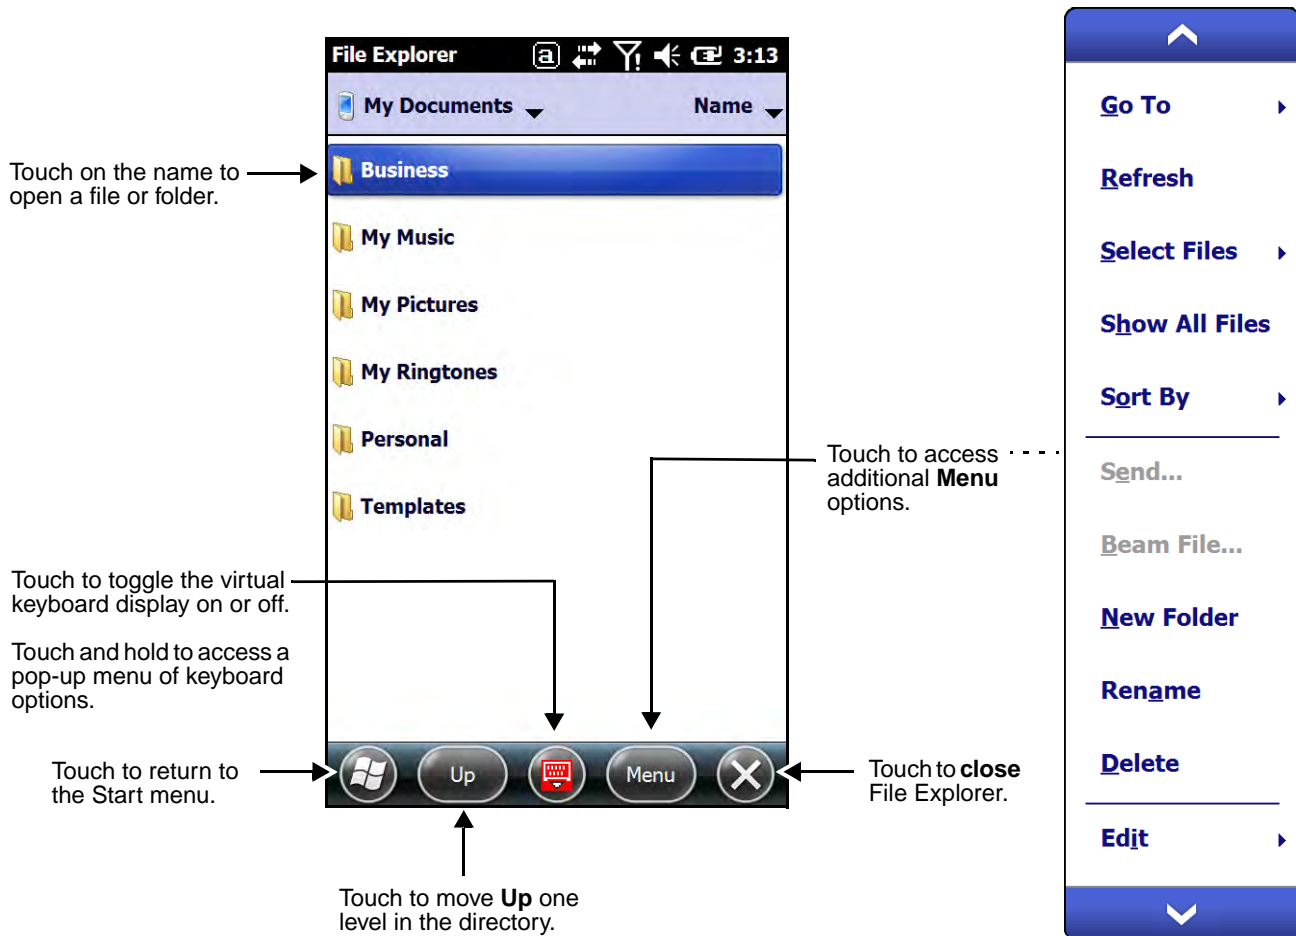 File Explorer
a
3:13
My Documents
Name
Business
My Music
My Pictures
My Ringtones
Personal
Templates
Up
Menu
Touch on the name to
open a file or folder.
Touch to toggle the virtual
keyboard display on or off.
Touch and hold to access a
pop-up menu of keyboard
options.
Touch to return to
the Start menu.
Touch to move Up one
level in the directory.
Touch to access
additional Menu
options.
Touch to close
File Explorer.
Go To
Refresh
Select Files
Show All Files
Sort By
Send...
Beam File...
New Folder
Rename
Delete
Edit